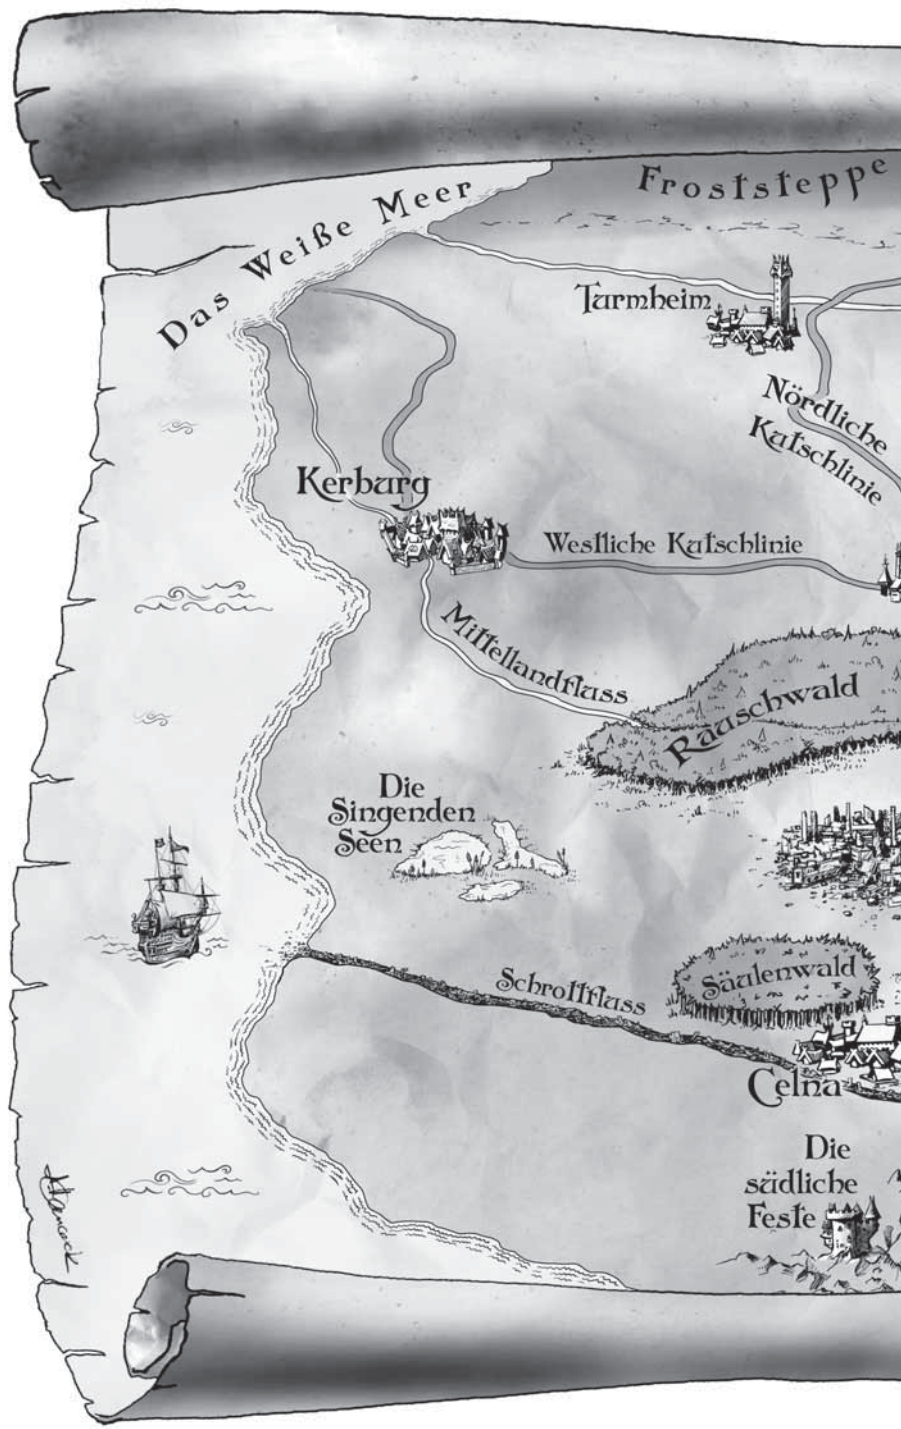 Froststeppe
Das Weiße Meer
Turmheim
Nördliche
Kutschlinie
Kerburg
Westliche Kutschlinie
Mittellandfluss
Rauschwald
Die
Singenden
Seen
Säulenwald
Schrottfluss
Celna
Die
südliche
Feste
Hancock